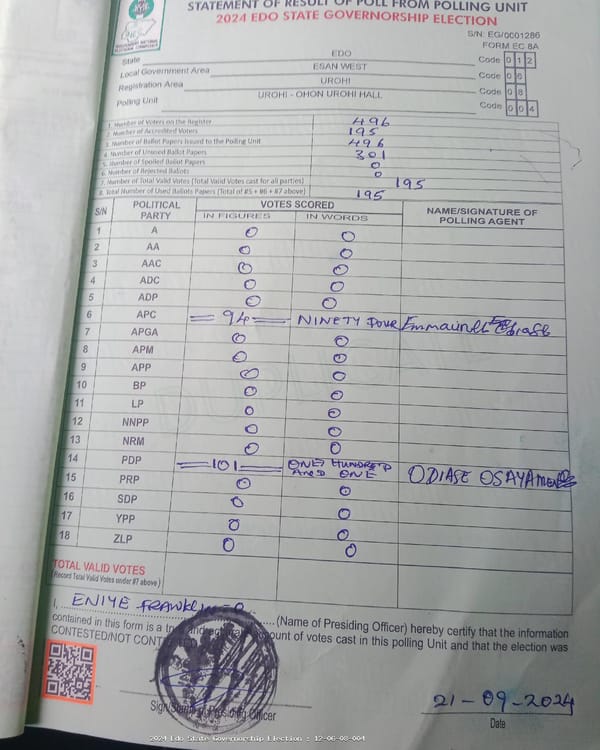 STATEMENT OF RESULT OF POLL FROM POLLING UNIT
2024 EDO STATE GOVERNORSHIP ELECTION
S/N: EG/0001286
FORM EC 8A
State EDO Code 0 1 2
Local Government Area ESAN WEST Code 0 6
Registration Area UROHI Code 0 8
Polling Unit UROHI - OHON UROHI HALL Code 0 0 4
1. Number of Voters on the Register 496
2. Number of Accredited Voters 195
3. Number of Ballot Papers Issued to the Polling Unit 496
4. Number of Unused Ballot Papers 301
5. Number of Spoiled Ballot Papers 0
6. Number of Rejected Ballots 0
7. Number of Total Valid Votes (Total Valid Votes cast for all parties) 195
8. Total Number of Used Ballots Papers (Total of #5 + #6 + #7 above) 195
S/N POLITICAL PARTY VOTES SCORED NAME/SIGNATURE OF POLLING AGENT
IN FIGURES IN WORDS
1 A 0 0
2 AA 0 0
3 AAC 0 0
4 ADC 0 0
5 ADP 0 0
6 APC 94 NINETY FOUR
7 APGA 0 0
8 APM 0 0
9 APP 0 0
10 BP 0 0
11 LP 0 0
12 NNPP 0 0
13 NRM 0 0
14 PDP 101 ONE HUNDRED AND ONE ODIASE
15 PRP 0 0
16 SDP 0 0
17 YPP 0 0
18 ZLP 0 0
TOTAL VALID VOTES
(Record Total Valid Votes under #7 above)
I, ENIYE FRANKLIN (Name of Presiding Officer) hereby certify that the information
contained in this form is a true and account of votes cast in this polling Unit and that the election was
CONTESTED/NOT
21-09-2024
Presiding Officer
Date
2024 Edo State Governorship Election : 12-06-08-004